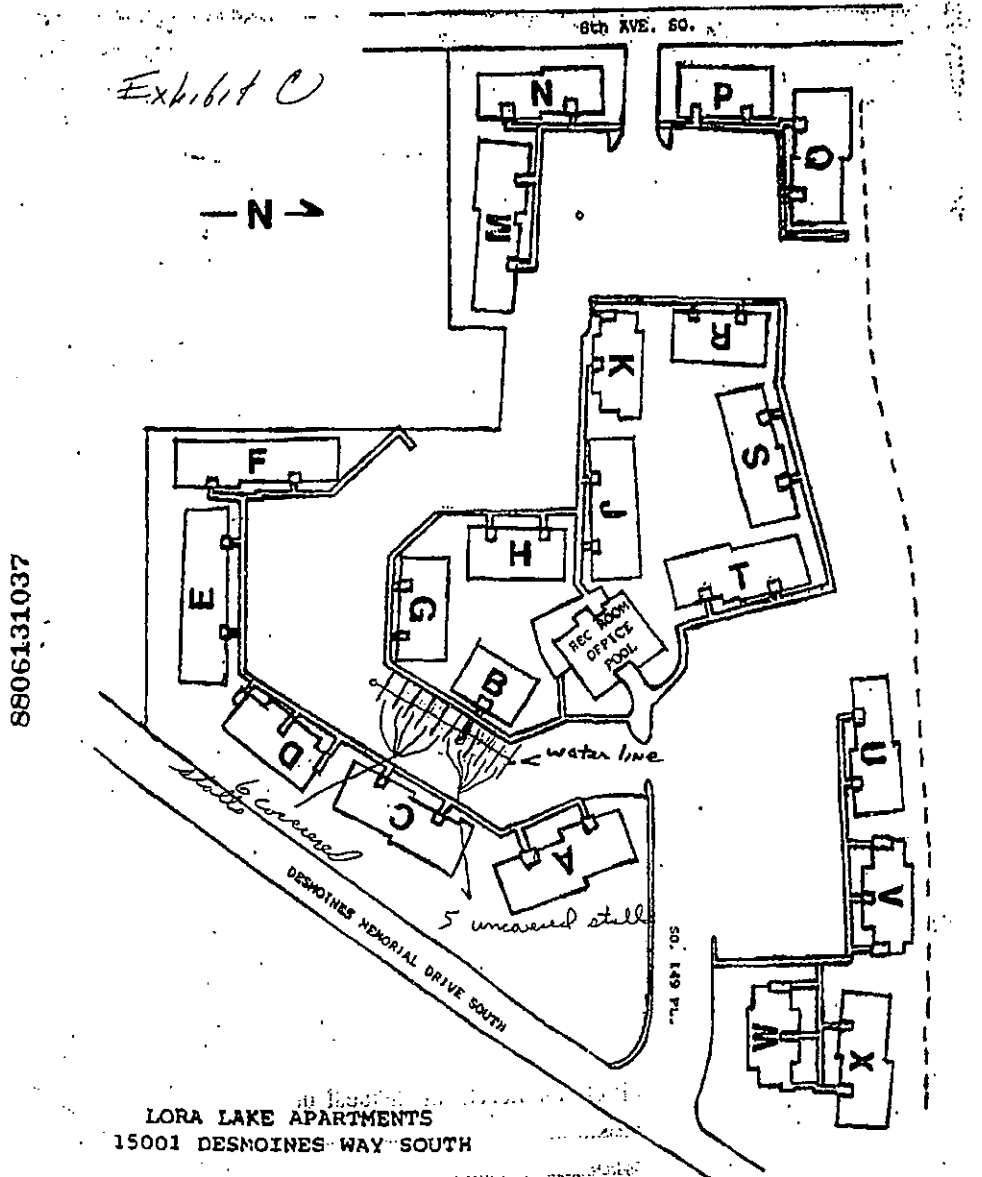 8th AVE. SO.
Exhibit C
N
P
Q
N
M
R
K
S
F
J
H
T
E
G
REC ROOM
OFFICE
POOL
B
8806131037
U
D
water line
6 covered
stalls
C
A
V
DESMOINES MEMORIAL DRIVE SOUTH
5 uncovered stalls
SO. 149 PL.
W
X
LORA LAKE APARTMENTS
15001 DESMOINES WAY SOUTH